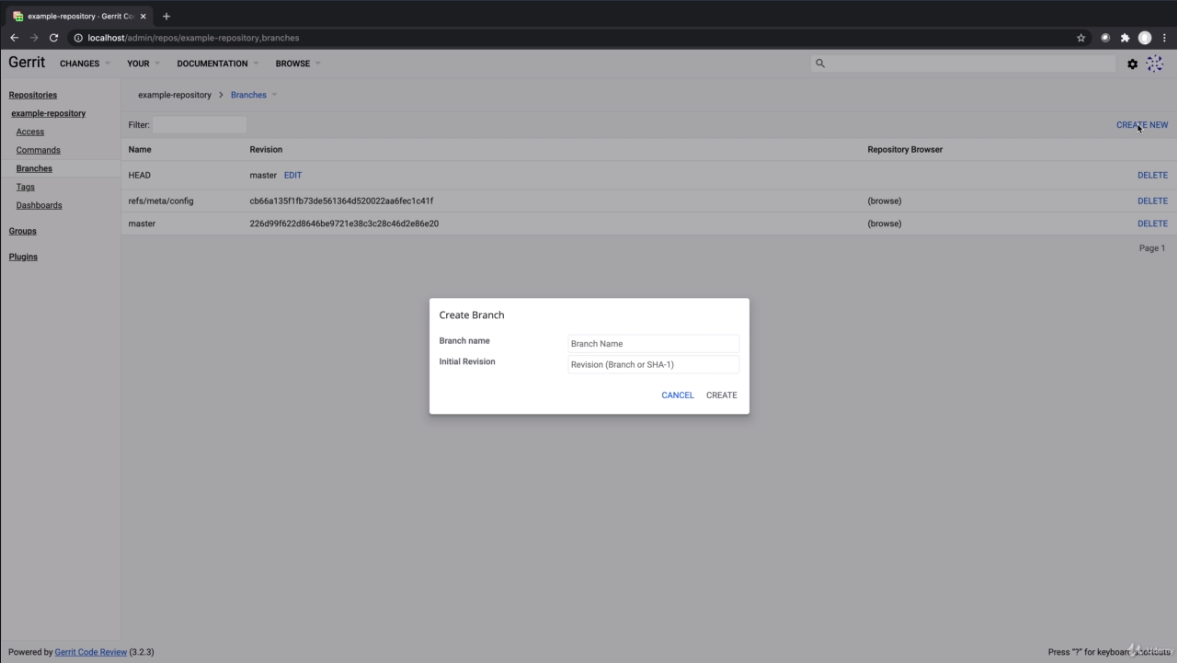 example-repository · Gerrit Co
localhost/admin/repos/example-repository,branches
Gerrit CHANGES YOUR DOCUMENTATION BROWSE
Repositories
example-repository
Access
Commands
Branches
Tags
Dashboards
Groups
Plugins
example-repository > Branches
Filter: CREATE NEW
Name Revision Repository Browser
HEAD master EDIT DELETE
refs/meta/config cb66a135f1fb73de561364d520022aa6fec1c41f (browse) DELETE
master 226d99f622d8646be9721e38c3c28c46d2e86e20 (browse) DELETE
Page 1
Create Branch
Branch name Branch Name
Initial Revision Revision (Branch or SHA-1)
CANCEL CREATE
Powered by Gerrit Code Review (3.2.3) Press "?" for keyboard shortcuts